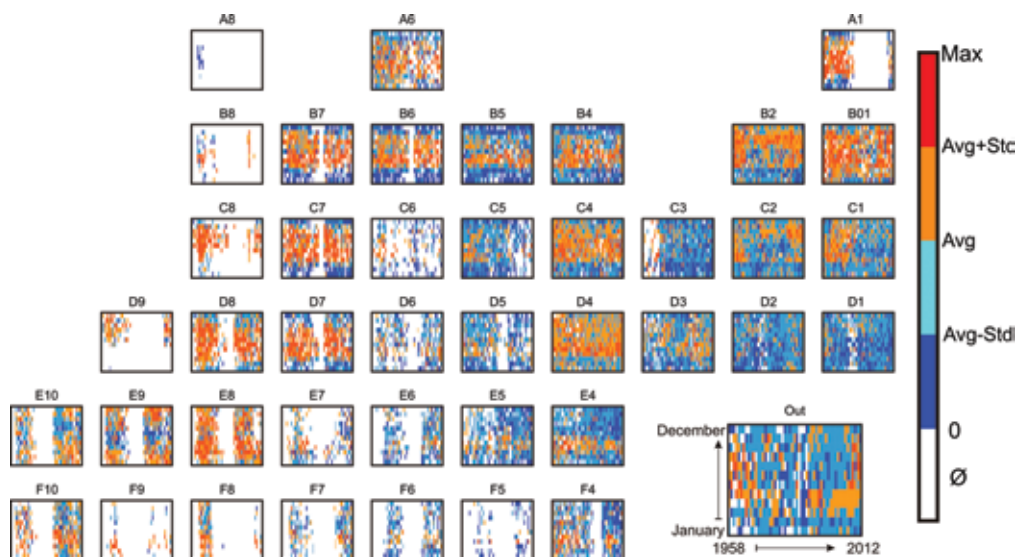 A8 A6 A1
Max
B8 B7 B6 B5 B4 B2 B01
Avg+Stc
C8 C7 C6 C5 C4 C3 C2 C1
Avg
D9 D8 D7 D6 D5 D4 D3 D2 D1
Avg-Stdl
E10 E9 E8 E7 E6 E5 E4
Out
December
0
Ø
F10 F9 F8 F7 F6 F5 F4
January
1958 2012